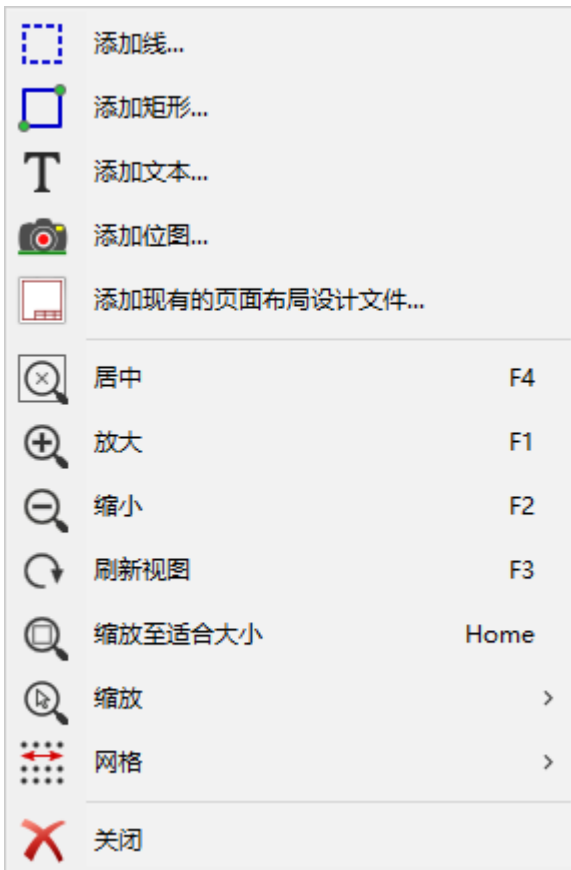 添加线...
添加矩形...
添加文本...
添加位图...
添加现有的页面布局设计文件...
居中 F4
放大 F1
缩小 F2
刷新视图 F3
缩放至适合大小 Home
缩放
网格
关闭